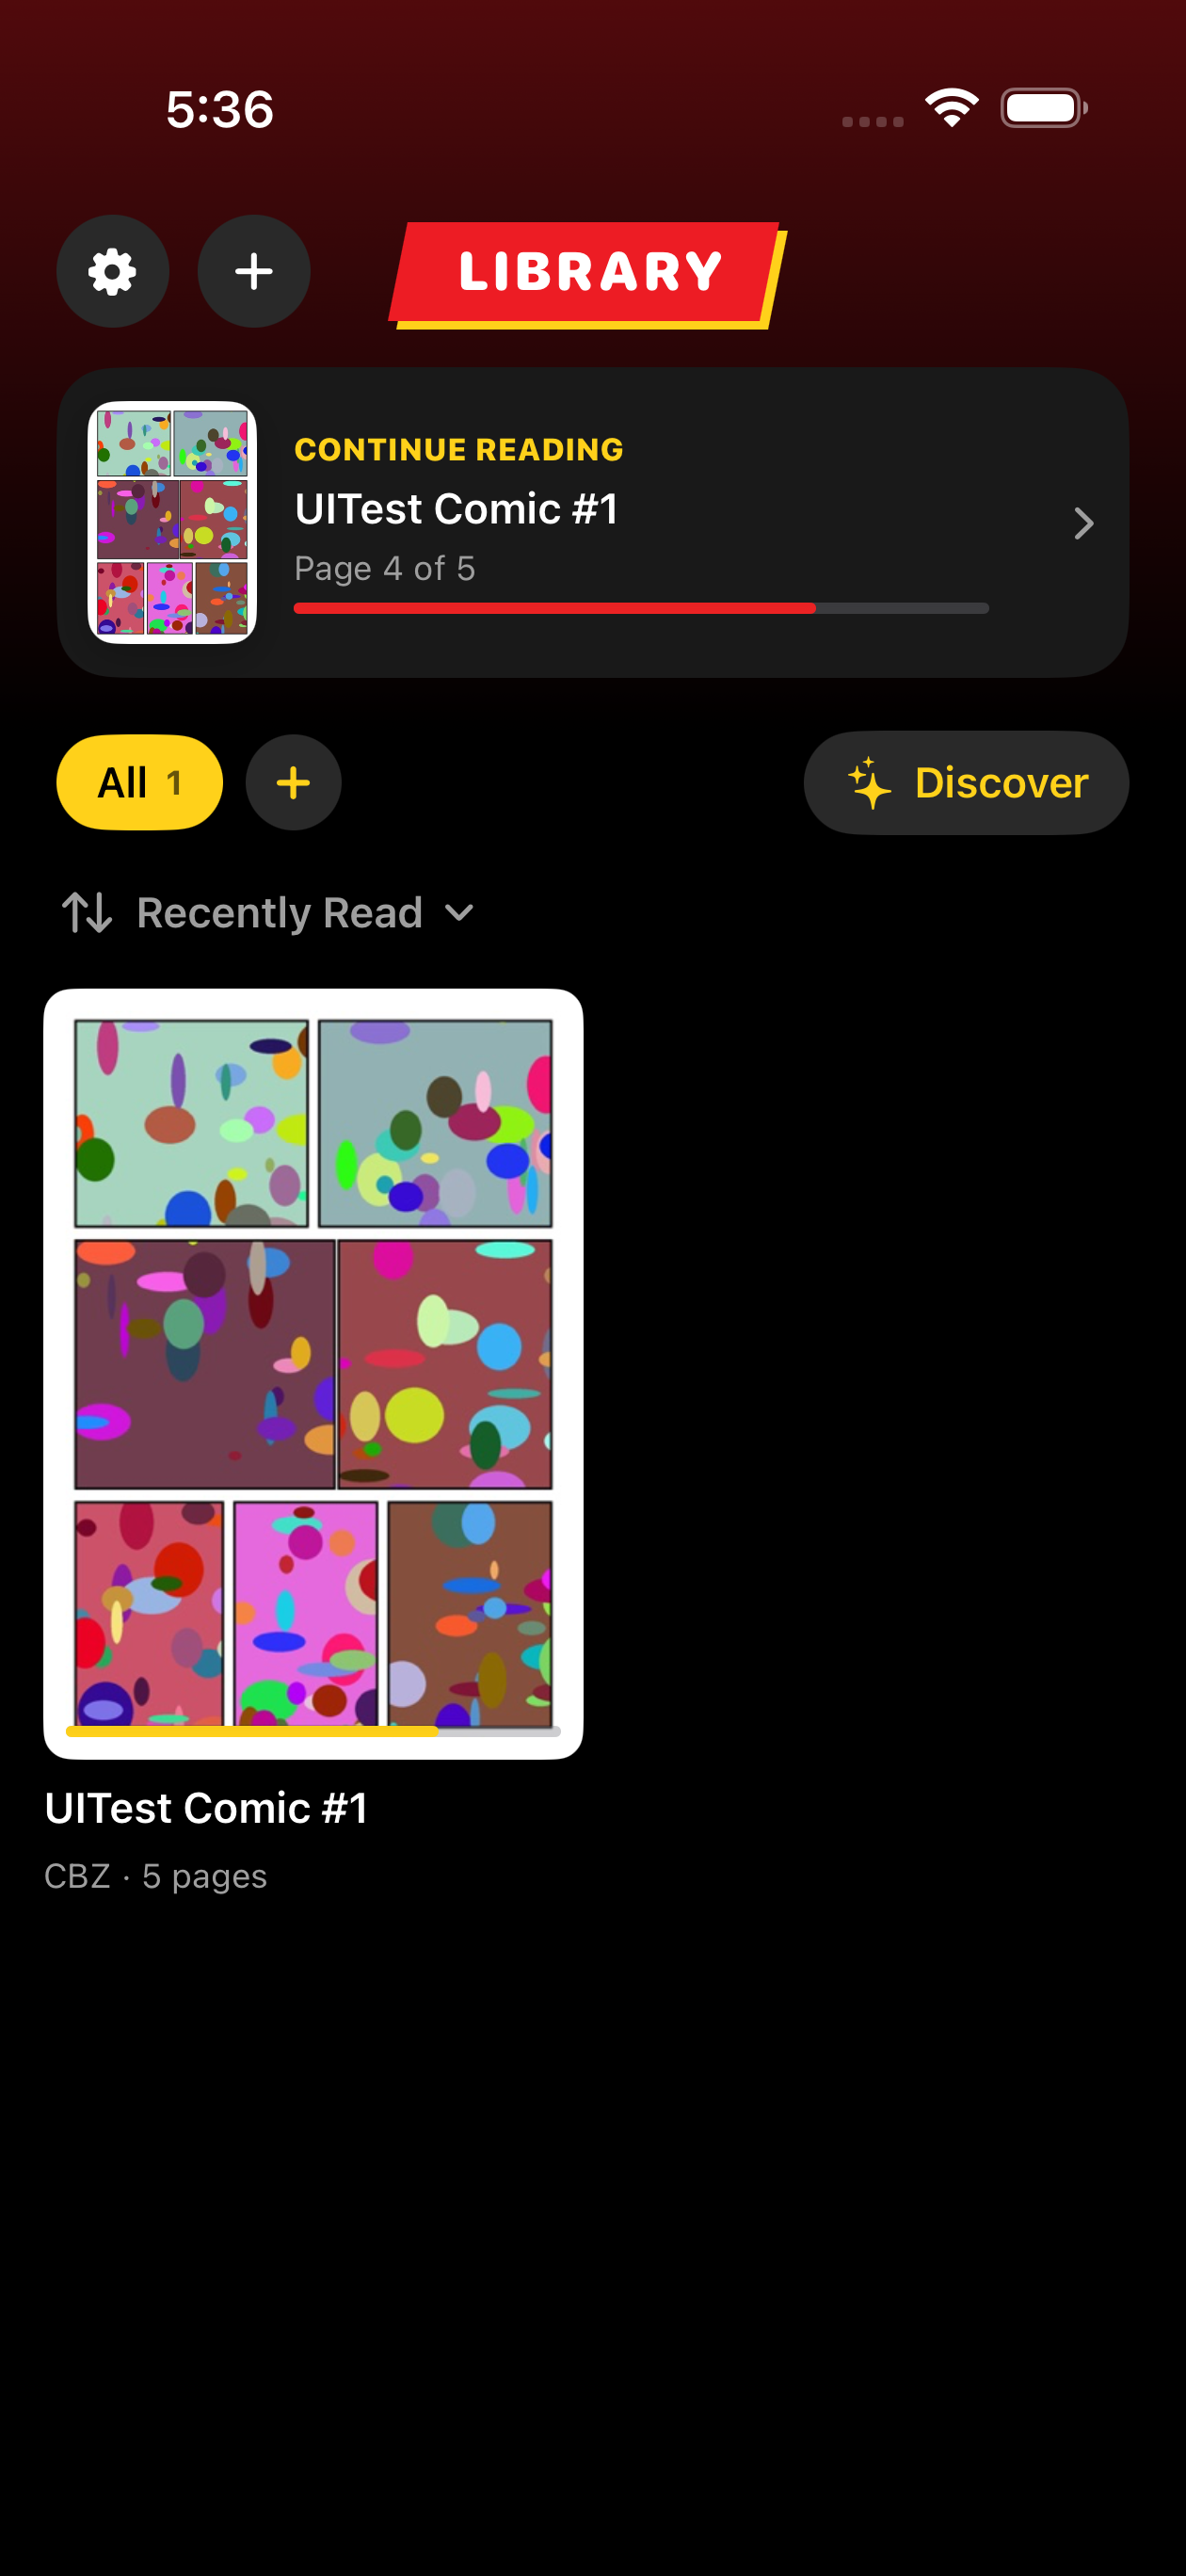 5:36
LIBRARY
CONTINUE READING
UITest Comic #1
Page 4 of 5
All 1
Discover
Recently Read
UITest Comic #1
CBZ · 5 pages